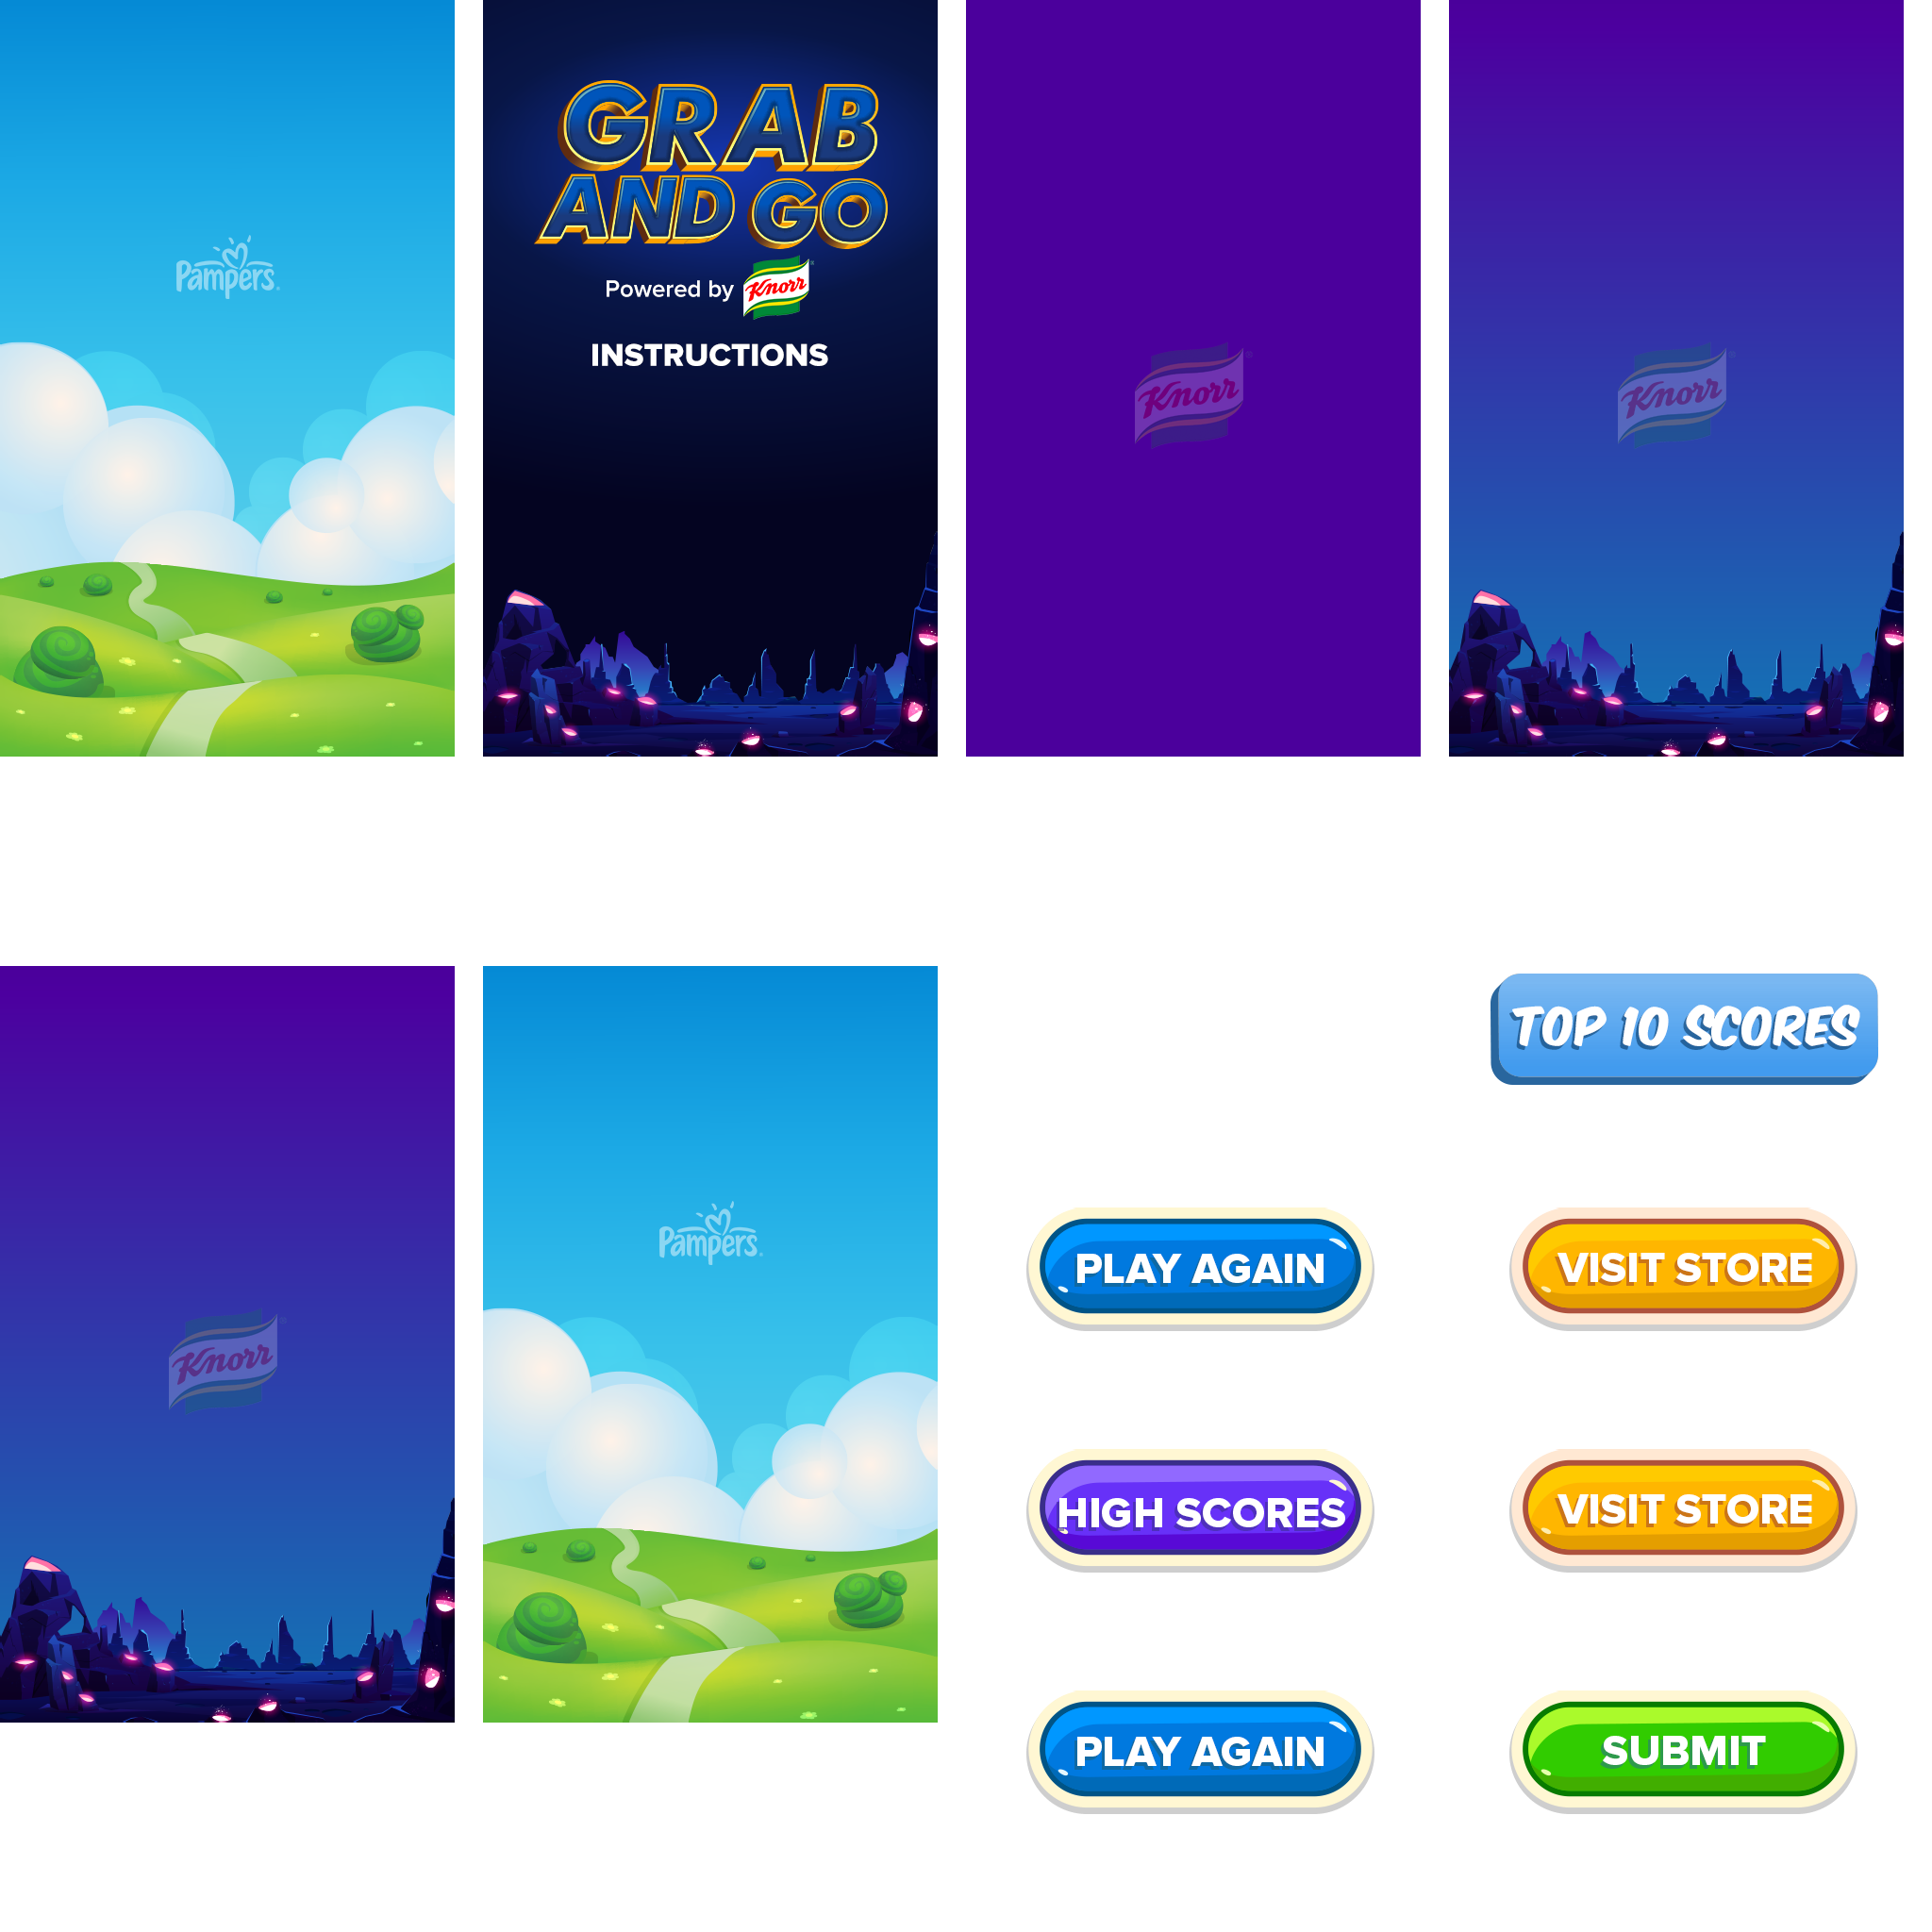 Pampers
GRAB
AND GO
Powered by Knorr
INSTRUCTIONS
Knorr
Knorr
Knorr
Pampers
TOP 10 SCORES
PLAY AGAIN
VISIT STORE
HIGH SCORES
VISIT STORE
PLAY AGAIN
SUBMIT